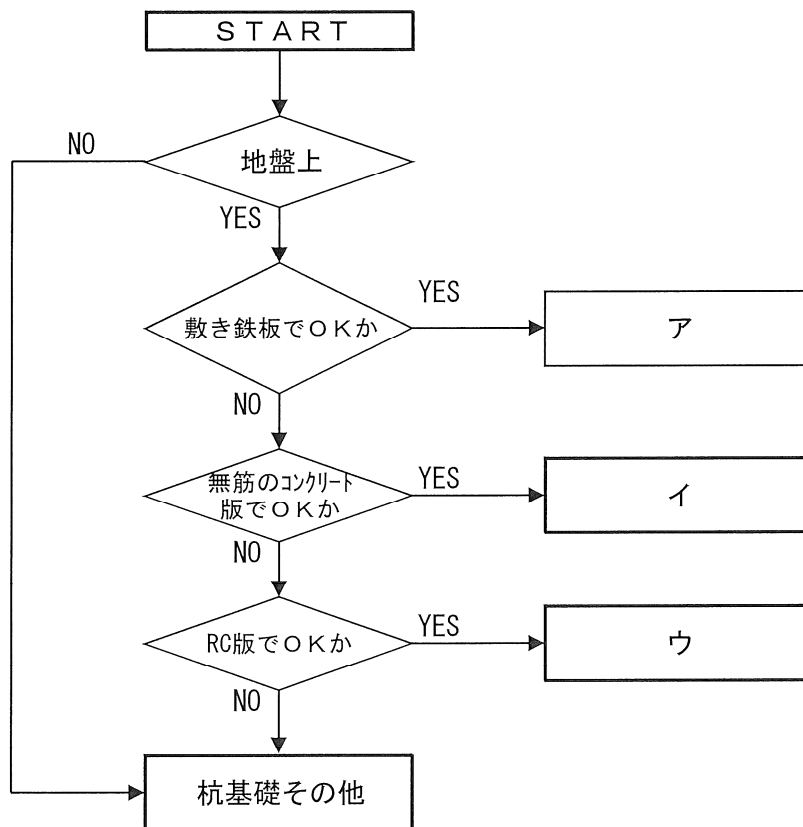 ＳＴＡＲＴ
NO
地盤上
YES
敷き鉄板でＯＫか
YES
ア
NO
無筋のｺﾝｸﾘｰﾄ
版でＯＫか
YES
イ
NO
RC版でＯＫか
YES
ウ
NO
杭基礎その他